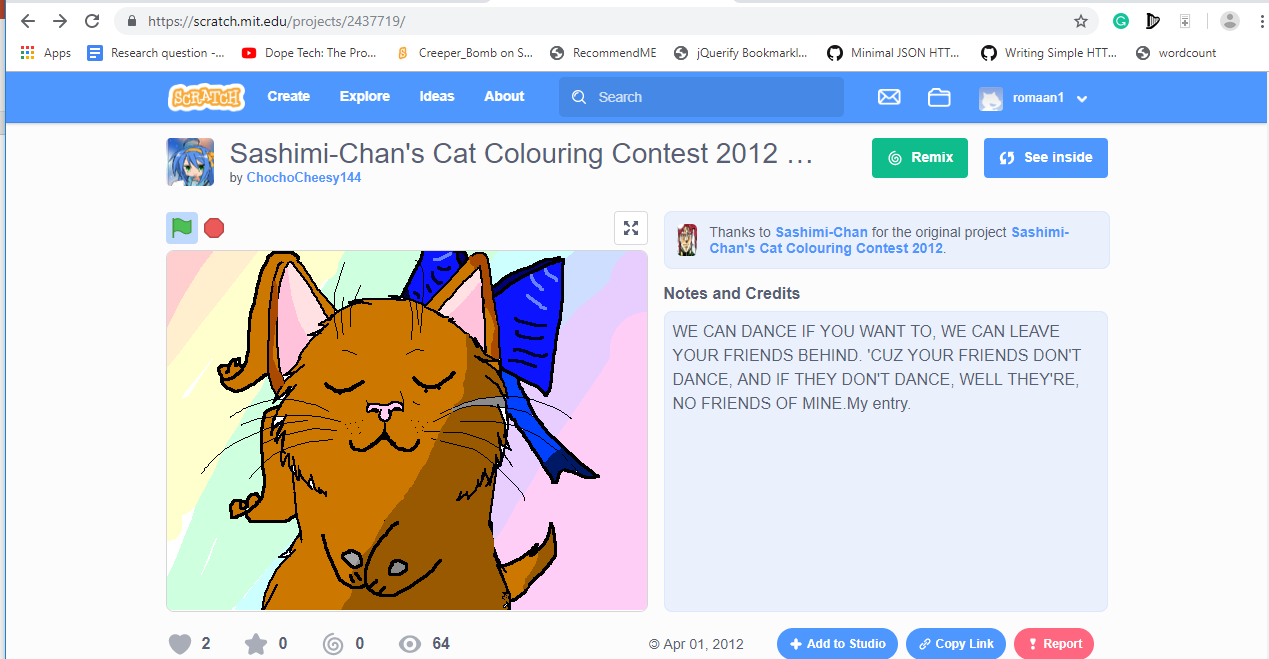 https://scratch.mit.edu/projects/2437719/
Apps Research question -... Dope Tech: The Pro... Creeper_Bomb on S... RecommendME jQuerify Bookmarkl... Minimal JSON HTT... Writing Simple HTT... wordcount
SCRATCH Create Explore Ideas About Search romaan1
Sashimi-Chan's Cat Colouring Contest 2012 ...
Remix See inside
by ChochoCheesy144
Thanks to Sashimi-Chan for the original project Sashimi-
Chan's Cat Colouring Contest 2012.
Notes and Credits
WE CAN DANCE IF YOU WANT TO, WE CAN LEAVE
YOUR FRIENDS BEHIND. 'CUZ YOUR FRIENDS DON'T
DANCE, AND IF THEY DON'T DANCE, WELL THEY'RE,
NO FRIENDS OF MINE.My entry.
2 0 0 64 © Apr 01, 2012 Add to Studio Copy Link Report